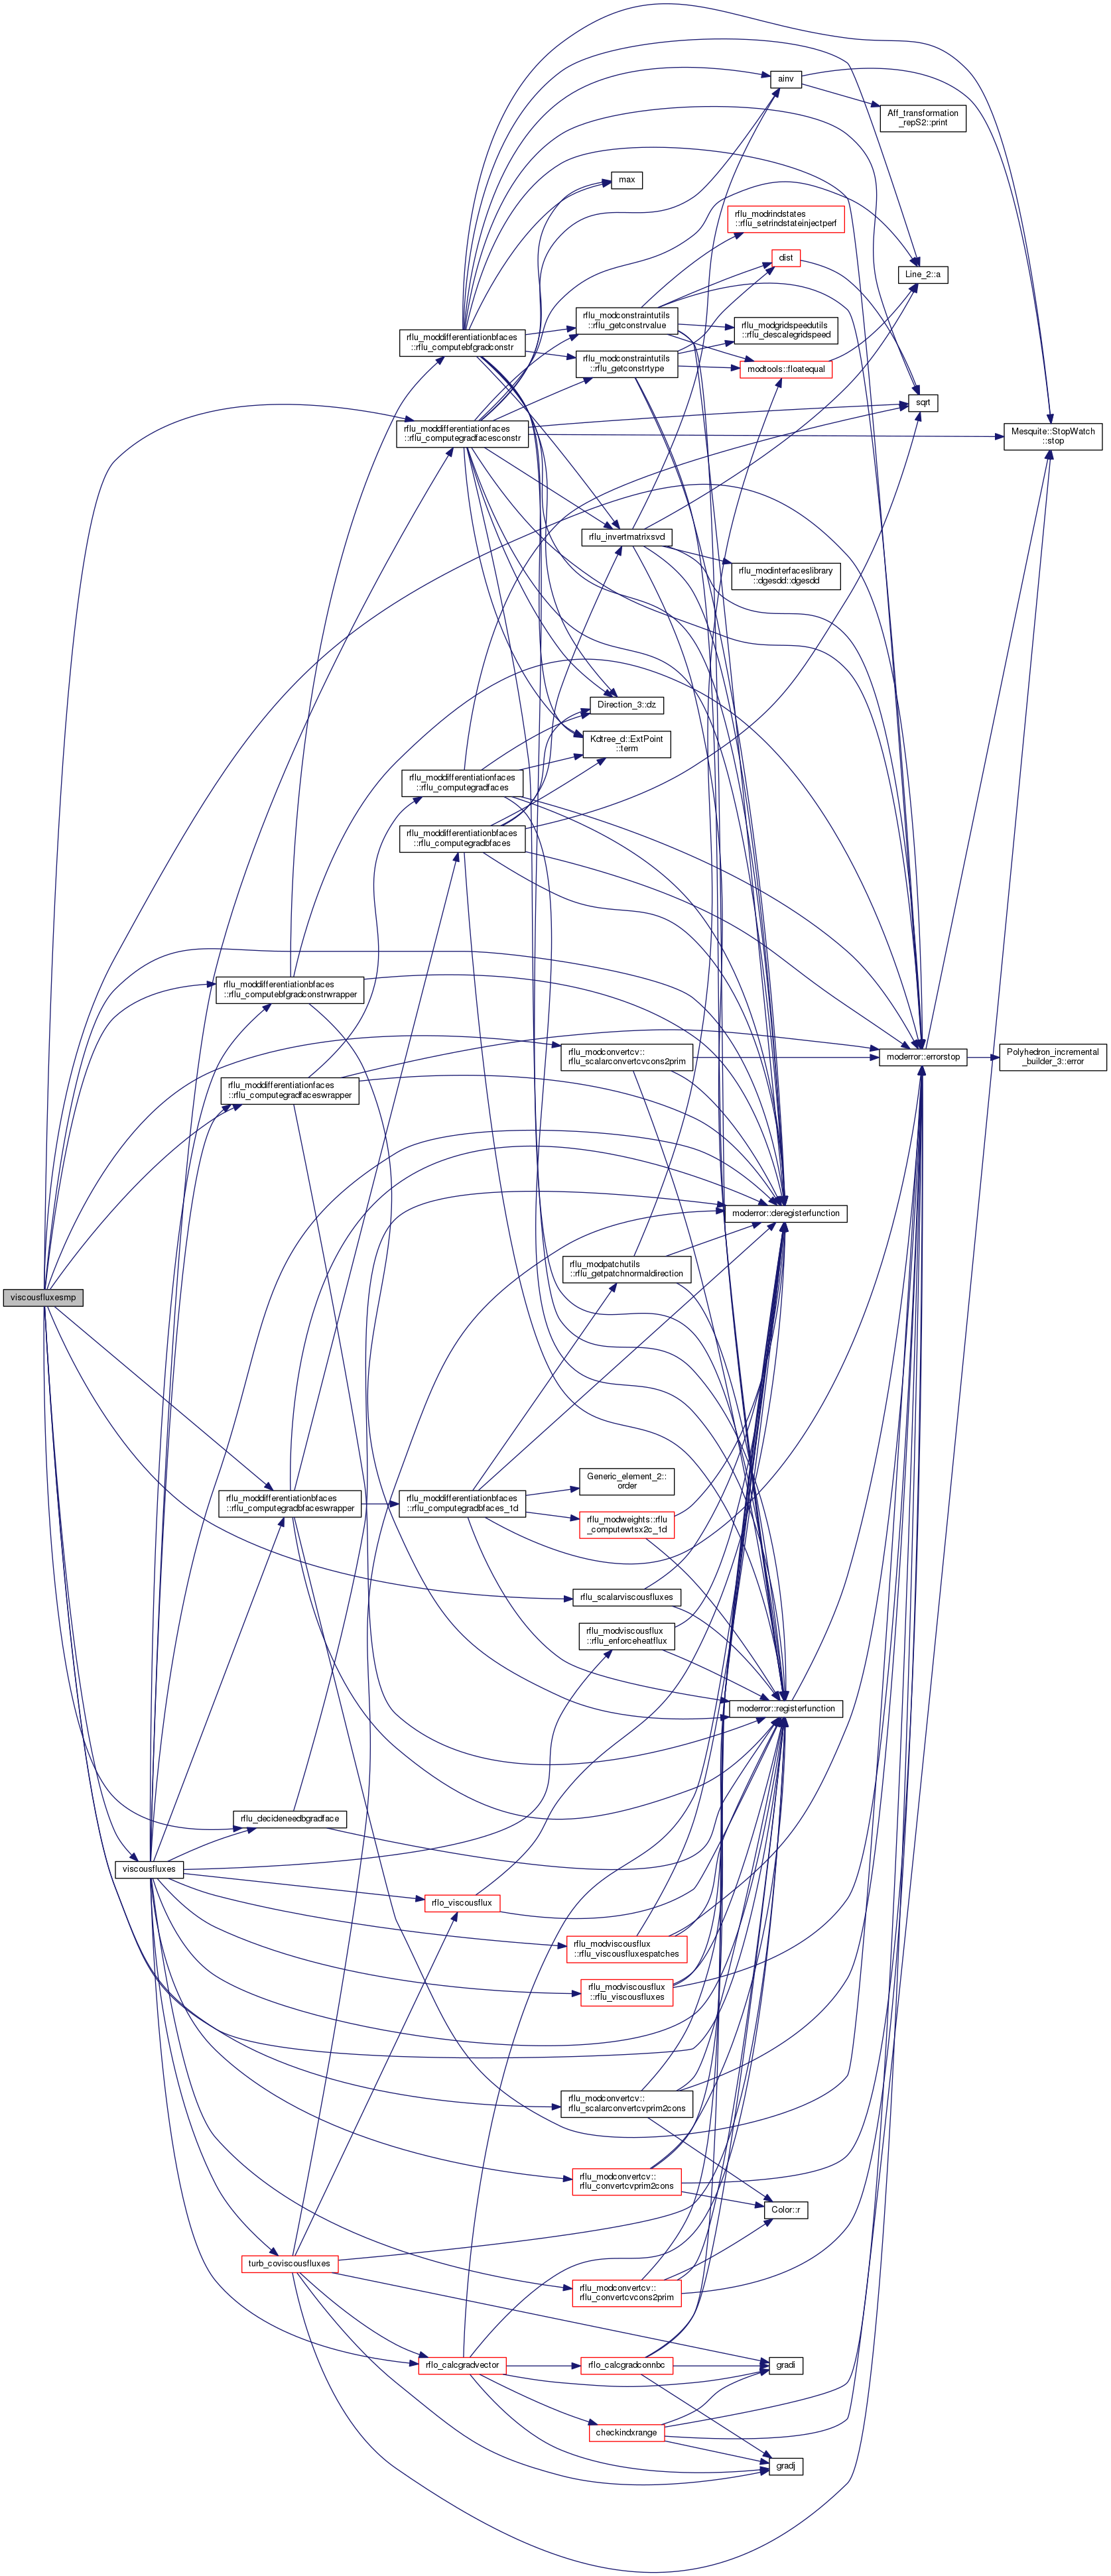 ainv
Aff_transformation
_repS2::print
max
rflu_modrindstates
::rflu_setrindstateinjectperf
dist
Line_2::a
rflu_modconstraintutils
::rflu_getconstrvalue
rflu_modgridspeedutils
::rflu_descalegridspeed
rflu_moddifferentiationbfaces
::rflu_computebfgradconstr
rflu_modconstraintutils
::rflu_getconstrtype
modtools::floatequal
sqrt
rflu_moddifferentiationfaces
::rflu_computegradfacesconstr
Mesquite::StopWatch
::stop
rflu_invertmatrixsvd
rflu_modinterfaceslibrary
::dgesdd::dgesdd
Direction_3::dz
Kdtree_d::ExtPoint
::term
rflu_moddifferentiationfaces
::rflu_computegradfaces
rflu_moddifferentiationbfaces
::rflu_computegradbfaces
rflu_moddifferentiationbfaces
::rflu_computebfgradconstrwrapper
rflu_modconvertcv::
rflu_scalarconvertcvcons2prim
moderror::errorstop
Polyhedron_incremental
_builder_3::error
rflu_moddifferentiationfaces
::rflu_computegradfaceswrapper
moderror::deregisterfunction
rflu_modpatchutils
::rflu_getpatchnormaldirection
viscousfluxesmp
Generic_element_2::
order
rflu_moddifferentiationbfaces
::rflu_computegradbfaceswrapper
rflu_moddifferentiationbfaces
::rflu_computegradbfaces_1d
rflu_modweights::rflu
_computewtsx2c_1d
rflu_scalarviscousfluxes
rflu_modviscousflux
::rflu_enforceheatflux
moderror::registerfunction
rflu_decideneedbgradface
viscousfluxes
rflo_viscousflux
rflu_modviscousflux
::rflu_viscousfluxespatches
rflu_modviscousflux
::rflu_viscousfluxes
rflu_modconvertcv::
rflu_scalarconvertcvprim2cons
rflu_modconvertcv::
rflu_convertcvprim2cons
Color::r
turb_coviscousfluxes
rflu_modconvertcv::
rflu_convertcvcons2prim
rflo_calcgradvector
rflo_calcgradconnbc
gradi
checkindxrange
gradj